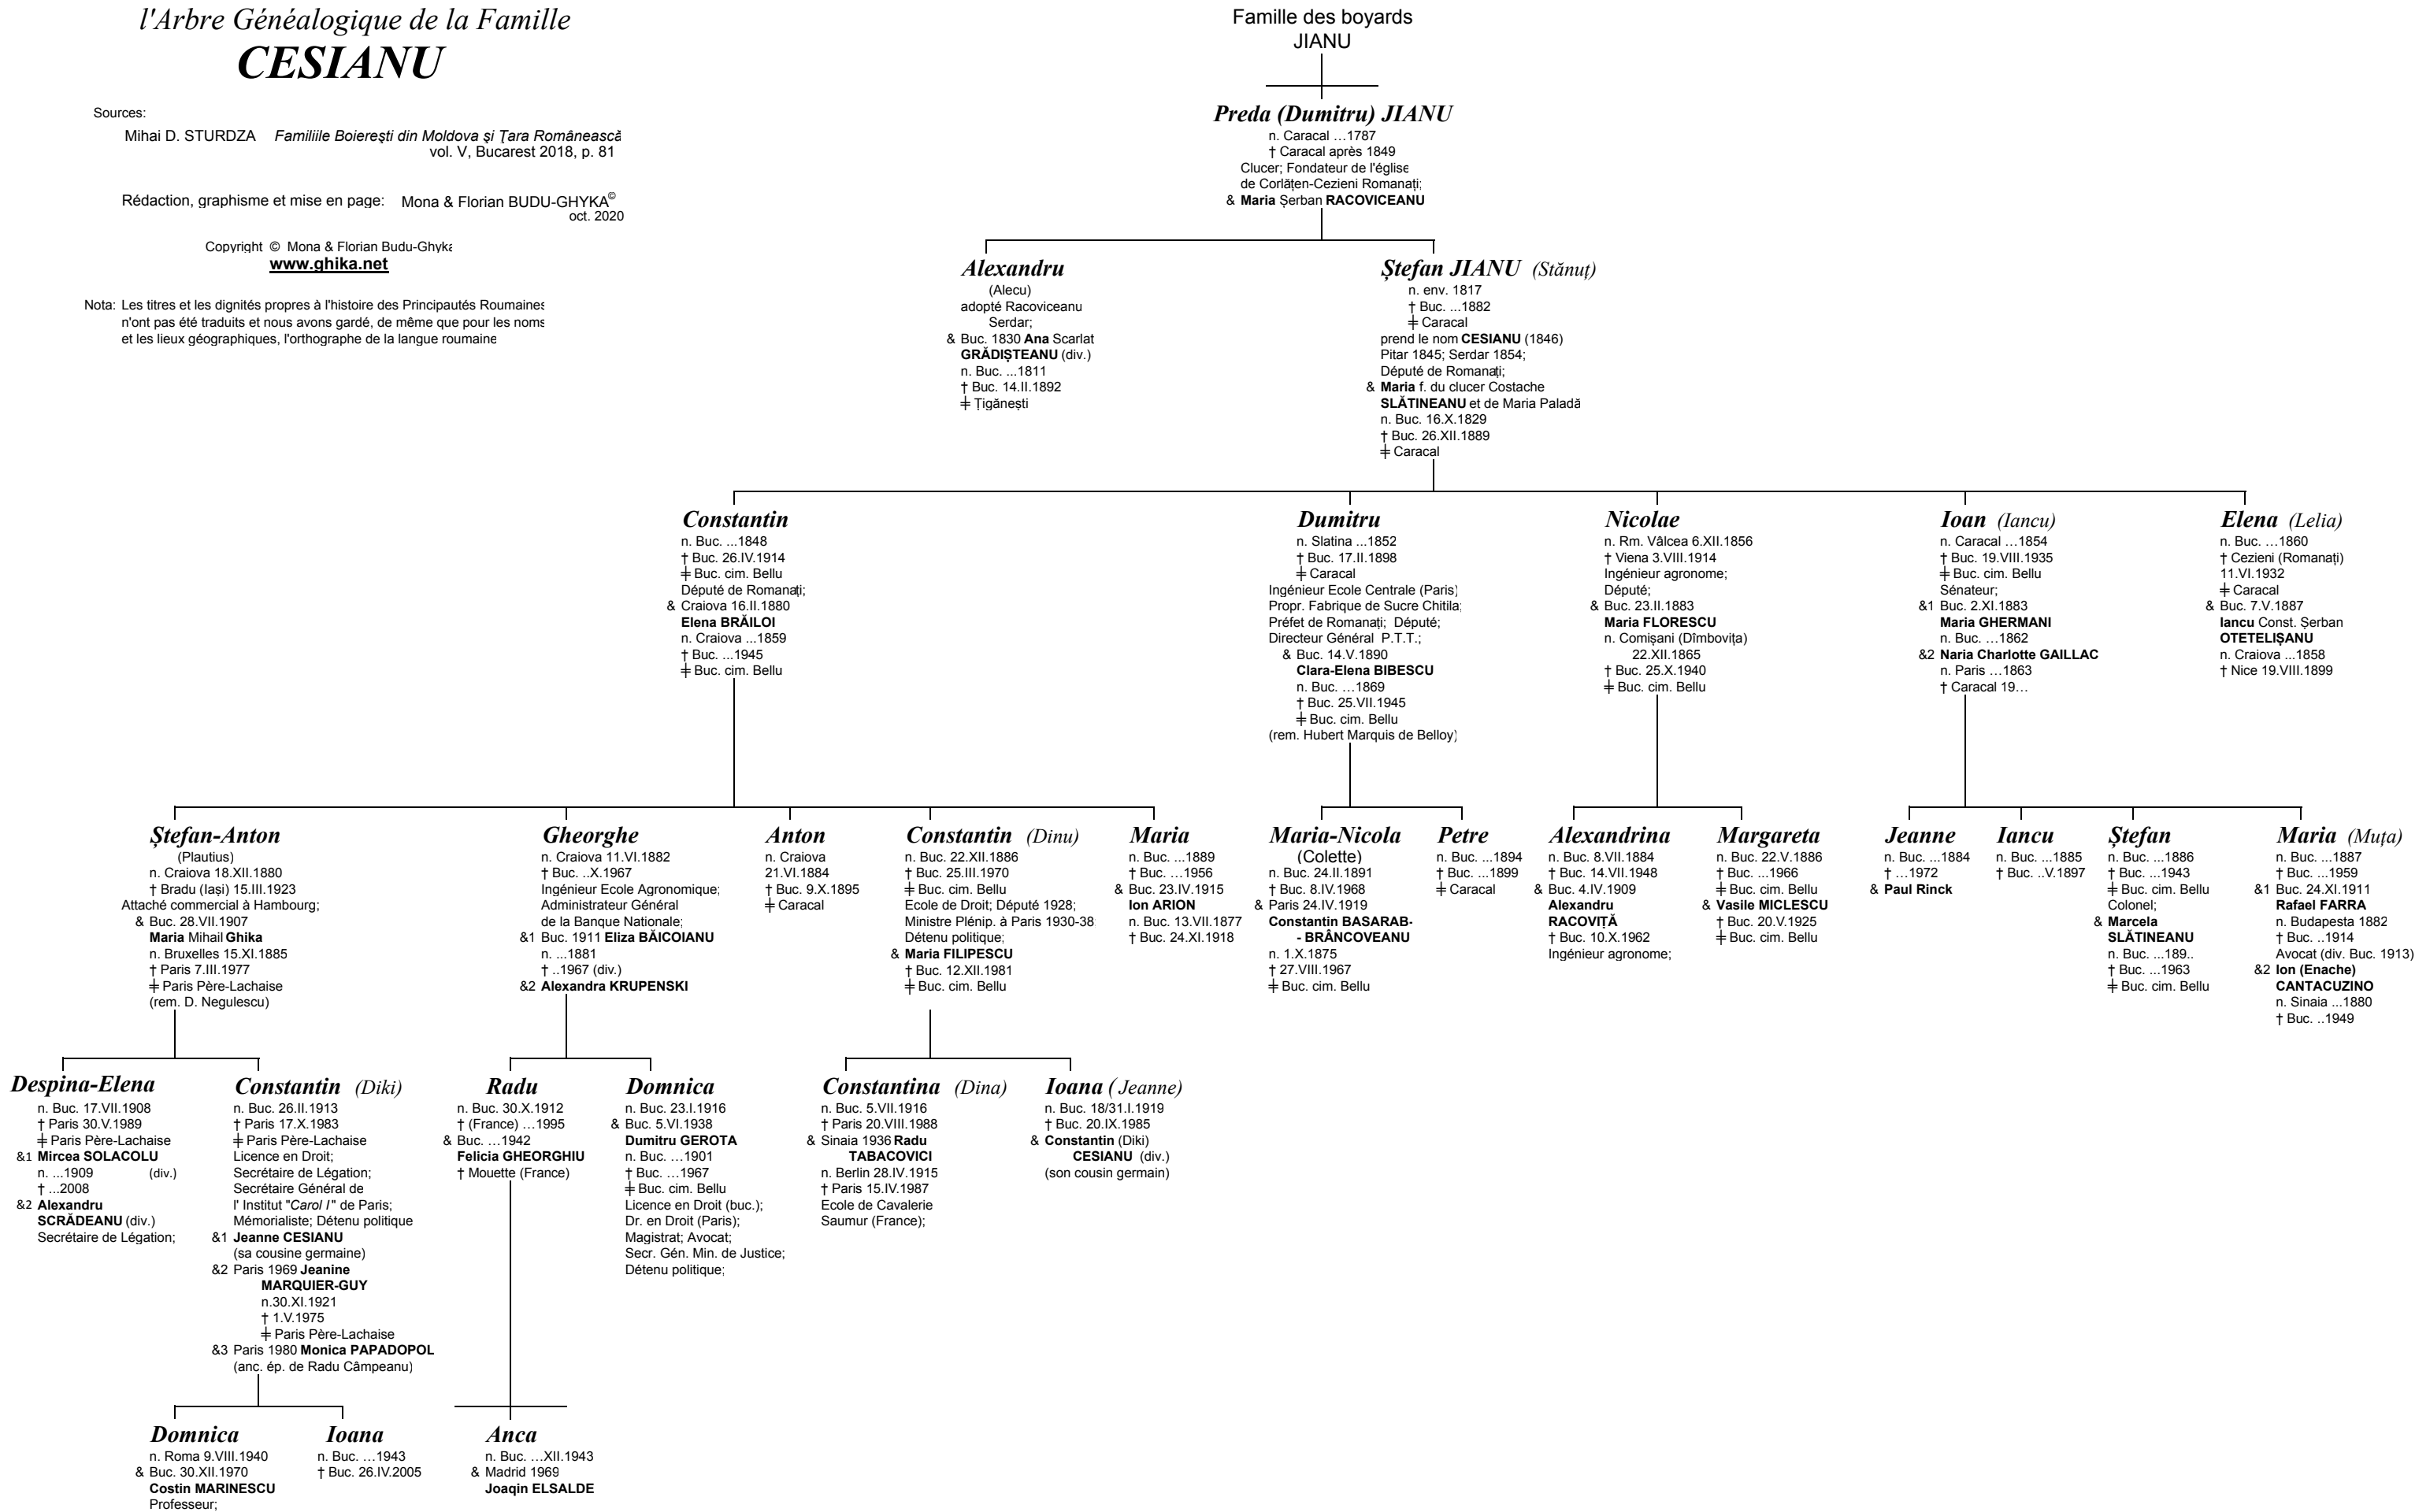 l'Arbre Généalogique de la Famille
CESIANU
Sources:
Mihai D. STURDZA Familiile Boiereşti din Moldova şi Ţara Românească
vol. V, Bucarest 2018, p. 81
Rédaction, graphisme et mise en page: Mona & Florian BUDU-GHYKA©
oct. 2020
Copyright © Mona & Florian Budu-Ghyka
www.ghika.net
Nota: Les titres et les dignités propres à l'histoire des Principautés Roumaines
n'ont pas été traduits et nous avons gardé, de même que pour les noms
et les lieux géographiques, l'orthographe de la langue roumaine
Famille des boyards
JIANU
Preda (Dumitru) JIANU
n. Caracal …1787
† Caracal après 1849
Clucer; Fondateur de l'église
de Corlăţen-Cezieni Romanaţi;
& Maria Şerban RACOVICEANU
Alexandru
(Alecu)
adopté Racoviceanu
Serdar;
& Buc. 1830 Ana Scarlat
GRĂDIȘTEANU (div.)
n. Buc. ...1811
† Buc. 14.II.1892
╪ Țigănești
Ștefan JIANU (Stănuț)
n. env. 1817
† Buc. ...1882
╪ Caracal
prend le nom CESIANU (1846)
Pitar 1845; Serdar 1854;
Député de Romanați;
& Maria f. du clucer Costache
SLĂTINEANU et de Maria Paladă
n. Buc. 16.X.1829
† Buc. 26.XII.1889
╪ Caracal
Constantin
n. Buc. ...1848
† Buc. 26.IV.1914
╪ Buc. cim. Bellu
Député de Romanați;
& Craiova 16.II.1880
Elena BRĂILOI
n. Craiova ...1859
† Buc. ...1945
╪ Buc. cim. Bellu
Dumitru
n. Slatina ...1852
† Buc. 17.II.1898
╪ Caracal
Ingénieur Ecole Centrale (Paris)
Propr. Fabrique de Sucre Chitila;
Préfet de Romanați; Député;
Directeur Général P.T.T.;
& Buc. 14.V.1890
Clara-Elena BIBESCU
n. Buc. …1869
† Buc. 25.VII.1945
╪ Buc. cim. Bellu
(rem. Hubert Marquis de Belloy)
Nicolae
n. Rm. Vâlcea 6.XII.1856
† Viena 3.VIII.1914
Ingénieur agronome;
Député;
& Buc. 23.II.1883
Maria FLORESCU
n. Comișani (Dîmbovița)
22.XII.1865
† Buc. 25.X.1940
╪ Buc. cim. Bellu
Ioan (Iancu)
n. Caracal …1854
† Buc. 19.VIII.1935
╪ Buc. cim. Bellu
Sénateur;
&1 Buc. 2.XI.1883
Maria GHERMANI
n. Buc. …1862
&2 Naria Charlotte GAILLAC
n. Paris …1863
† Caracal 19…
Elena (Lelia)
n. Buc. …1860
† Cezieni (Romanați)
11.VI.1932
╪ Caracal
& Buc. 7.V.1887
Iancu Const. Șerban
OTETELIȘANU
n. Craiova ...1858
† Nice 19.VIII.1899
Ștefan-Anton
(Plautius)
n. Craiova 18.XII.1880
† Bradu (Iași) 15.III.1923
Attaché commercial à Hambourg;
& Buc. 28.VII.1907
Maria Mihail Ghika
n. Bruxelles 15.XI.1885
† Paris 7.III.1977
╪ Paris Père-Lachaise
(rem. D. Negulescu)
Gheorghe
n. Craiova 11.VI.1882
† Buc. ..X.1967
Ingénieur Ecole Agronomique;
Administrateur Général
de la Banque Nationale;
&1 Buc. 1911 Eliza BĂICOIANU
n. ...1881
† ..1967 (div.)
&2 Alexandra KRUPENSKI
Anton
n. Craiova
21.VI.1884
† Buc. 9.X.1895
╪ Caracal
Constantin (Dinu)
n. Buc. 22.XII.1886
† Buc. 25.III.1970
╪ Buc. cim. Bellu
Ecole de Droit; Député 1928;
Ministre Plénip. à Paris 1930-38
Détenu politique;
& Maria FILIPESCU
† Buc. 12.XII.1981
╪ Buc. cim. Bellu
Maria
n. Buc. ...1889
† Buc. ...1956
& Buc. 23.IV.1915
Ion ARION
n. Buc. 13.VII.1877
† Buc. 24.XI.1918
Maria-Nicola
(Colette)
n. Buc. 24.II.1891
† Buc. 8.IV.1968
& Paris 24.IV.1919
Constantin BASARAB-
- BRÂNCOVEANU
n. 1.X.1875
† 27.VIII.1967
╪ Buc. cim. Bellu
Petre
n. Buc. ...1894
† Buc. ...1899
╪ Caracal
Alexandrina
n. Buc. 8.VII.1884
† Buc. 14.VII.1948
& Buc. 4.IV.1909
Alexandru
RACOVIȚĂ
† Buc. 10.X.1962
Ingénieur agronome;
Margareta
n. Buc. 22.V.1886
† Buc. ...1966
╪ Buc. cim. Bellu
& Vasile MICLESCU
† Buc. 20.V.1925
╪ Buc. cim. Bellu
Jeanne
n. Buc. ...1884
† …1972
& Paul Rinck
Iancu
n. Buc. ...1885
† Buc. ..V.1897
Ștefan
n. Buc. ...1886
† Buc. ...1943
╪ Buc. cim. Bellu
Colonel;
& Marcela
SLĂTINEANU
n. Buc. ...189..
† Buc. ...1963
╪ Buc. cim. Bellu
Maria (Muța)
n. Buc. ...1887
† Buc. ...1959
&1 Buc. 24.XI.1911
Rafael FARRA
n. Budapesta 1882
† Buc. ..1914
Avocat (div. Buc. 1913)
&2 Ion (Enache)
CANTACUZINO
n. Sinaia ...1880
† Buc. ..1949
Despina-Elena
n. Buc. 17.VII.1908
† Paris 30.V.1989
╪ Paris Père-Lachaise
&1 Mircea SOLACOLU
n. ...1909 (div.)
† ...2008
&2 Alexandru
SCRĂDEANU (div.)
Secrétaire de Légation;
Constantin (Diki)
n. Buc. 26.II.1913
† Paris 17.X.1983
╪ Paris Père-Lachaise
Licence en Droit;
Secrétaire de Légation;
Secrétaire Général de
l' Institut "Carol I" de Paris;
Mémorialiste; Détenu politique
&1 Jeanne CESIANU
(sa cousine germaine)
&2 Paris 1969 Jeanine
MARQUIER-GUY
n.30.XI.1921
† 1.V.1975
╪ Paris Père-Lachaise
&3 Paris 1980 Monica PAPADOPOL
(anc. ép. de Radu Câmpeanu)
Radu
n. Buc. 30.X.1912
† (France) …1995
& Buc. …1942
Felicia GHEORGHIU
† Mouette (France)
Domnica
n. Buc. 23.I.1916
& Buc. 5.VI.1938
Dumitru GEROTA
n. Buc. …1901
† Buc. …1967
╪ Buc. cim. Bellu
Licence en Droit (buc.);
Dr. en Droit (Paris);
Magistrat; Avocat;
Secr. Gén. Min. de Justice;
Détenu politique;
Constantina (Dina)
n. Buc. 5.VII.1916
† Paris 20.VIII.1988
& Sinaia 1936 Radu
TABACOVICI
n. Berlin 28.IV.1915
† Paris 15.IV.1987
Ecole de Cavalerie
Saumur (France);
Ioana (Jeanne)
n. Buc. 18/31.I.1919
† Buc. 20.IX.1985
& Constantin (Diki)
CESIANU (div.)
(son cousin germain)
Domnica
n. Roma 9.VIII.1940
& Buc. 30.XII.1970
Costin MARINESCU
Professeur;
Ioana
n. Buc. …1943
† Buc. 26.IV.2005
Anca
n. Buc. …XII.1943
& Madrid 1969
Joaqin ELSALDE